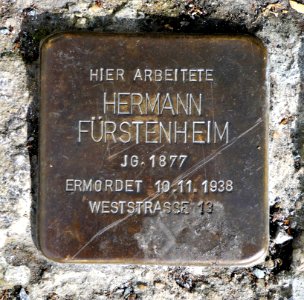 HIER ARBEITETE
HERMANN
FÜRSTENHEIM
JG. 1877
ERMORDET 10.11.1938
WESTSTRASSE 13